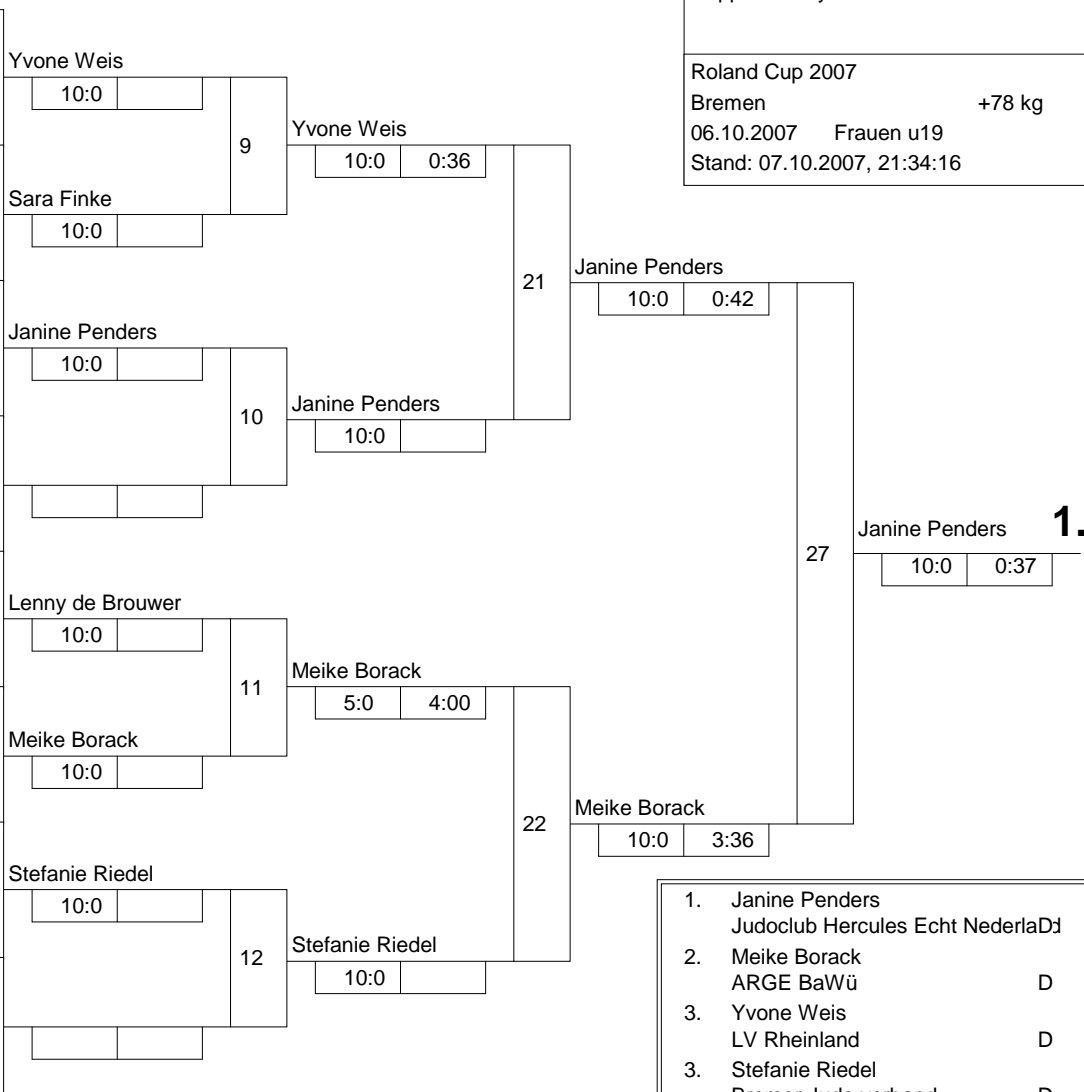 Roland Cup 2007
Bremen +78 kg
06.10.2007 Frauen u19
Stand: 07.10.2007, 21:34:16
Yvone Weis
10:0
9
Sara Finke
10:0
Yvone Weis
10:0 0:36
21
Janine Penders
10:0
10
Janine Penders
10:0
Janine Penders
10:0 0:42
27
Janine Penders 1.
10:0 0:37
Lenny de Brouwer
10:0
11
Meike Borack
10:0
Meike Borack
5:0 4:00
22
Stefanie Riedel
10:0
12
Stefanie Riedel
10:0
Meike Borack
10:0 3:36
1. Janine Penders
Judoclub Hercules Echt Nederla
2. Meike Borack
ARGE BaWü D
3. Yvone Weis
LV Rheinland D
3. Stefanie Riedel